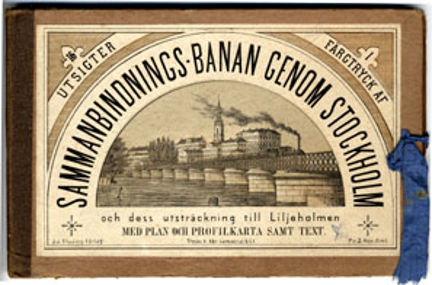 UTSIGTER
FÄRGTRYCK AF
SAMMANBINDNINGS-BANAN GENOM STOCKHOLM
och dess utsträckning till Liljeholmen
MED PLAN OCH PROFILKARTA SAMT TEXT.